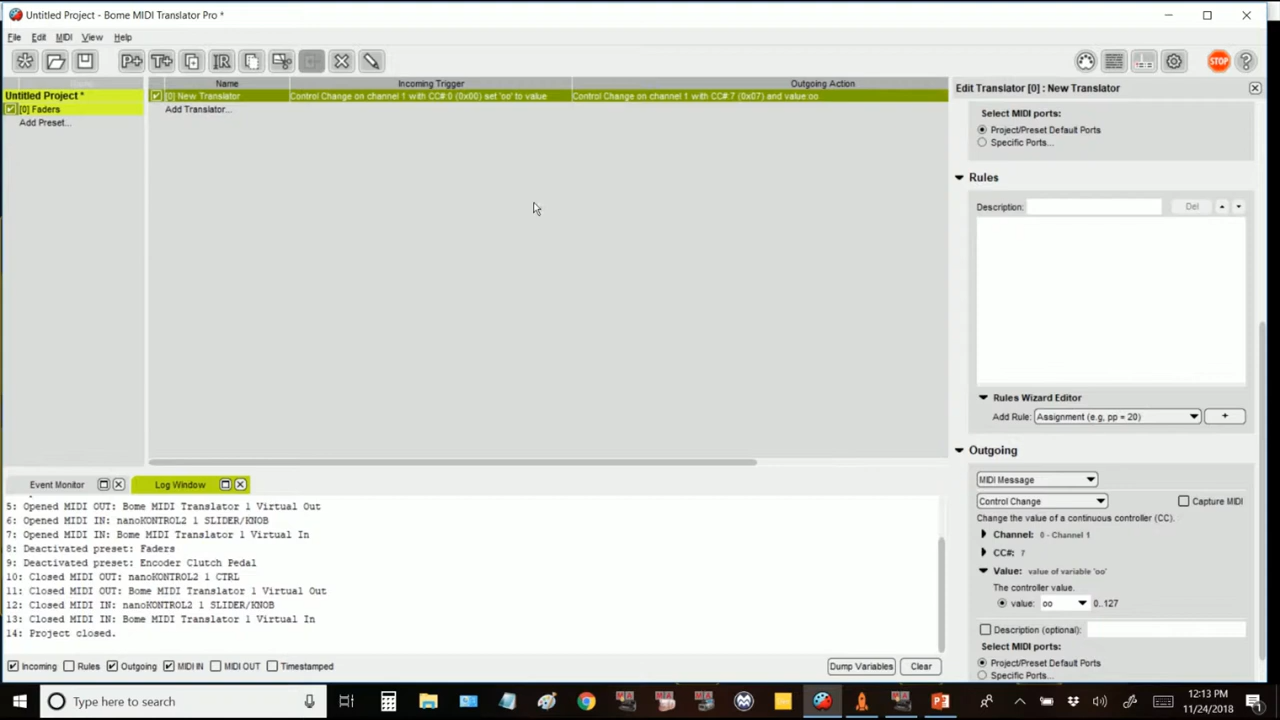 Untitled Project - Bome MIDI Translator Pro *
File Edit MIDI View Help
P+ T+ IR STOP ?
Name Incoming Trigger Outgoing Action
Untitled Project *
[0] Faders
Add Preset...
[0] New Translator Control Change on channel 1 with CC# 0 (0x00) set 'oo' to value Control Change on channel 1 with CC# 7 (0x07) and value oo
Add Translator...
Edit Translator [0] : New Translator
Select MIDI ports:
Project/Preset Default Ports
Specific Ports...
Rules
Description: Del
Rules Wizard Editor
Add Rule: Assignment (e.g, pp = 20) +
Outgoing
MIDI Message
Control Change Capture MIDI
Change the value of a continuous controller (CC).
Channel: 0 - Channel 1
CC#: 7
Value: value of variable 'oo'
The controller value.
value: oo 0..127
Description (optional):
Select MIDI ports:
Project/Preset Default Ports
Specific Ports...
Event Monitor Log Window
5: Opened MIDI OUT: Bome MIDI Translator 1 Virtual Out
6: Opened MIDI IN: nanoKONTROL2 1 SLIDER/KNOB
7: Opened MIDI IN: Bome MIDI Translator 1 Virtual In
8: Deactivated preset: Faders
9: Deactivated preset: Encoder Clutch Pedal
10: Closed MIDI OUT: nanoKONTROL2 1 CTRL
11: Closed MIDI OUT: Bome MIDI Translator 1 Virtual Out
12: Closed MIDI IN: nanoKONTROL2 1 SLIDER/KNOB
13: Closed MIDI IN: Bome MIDI Translator 1 Virtual In
14: Project closed.
Incoming Rules Outgoing MIDI IN MIDI OUT Timestamped Dump Variables Clear
Type here to search
12:13 PM
11/24/2018